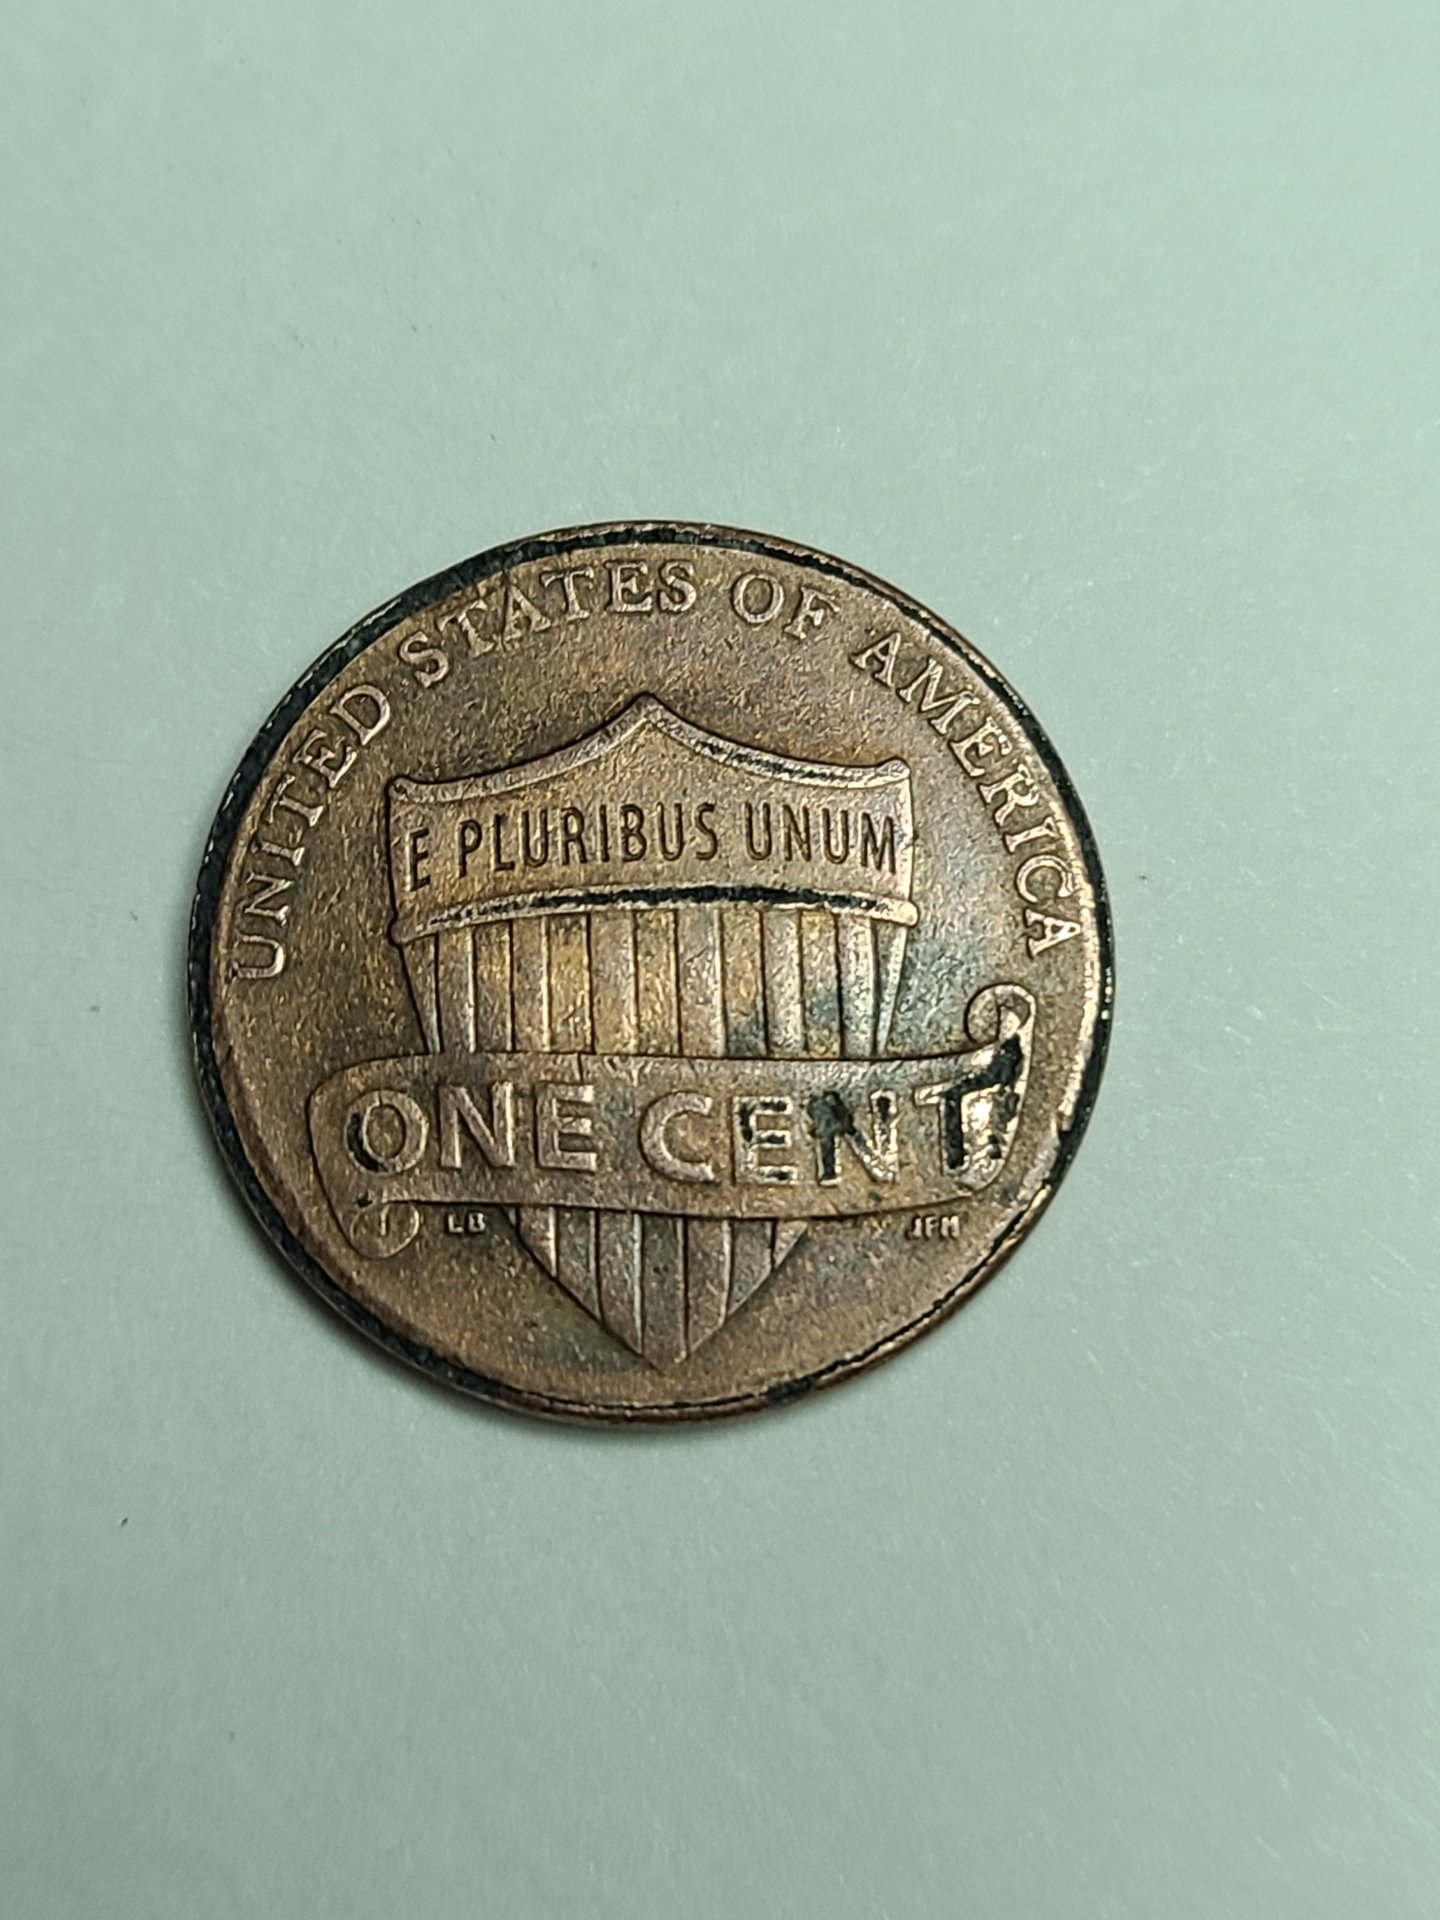 UNITED STATES OF AMERICA
E PLURIBUS UNUM
ONE CENT
LB JFM